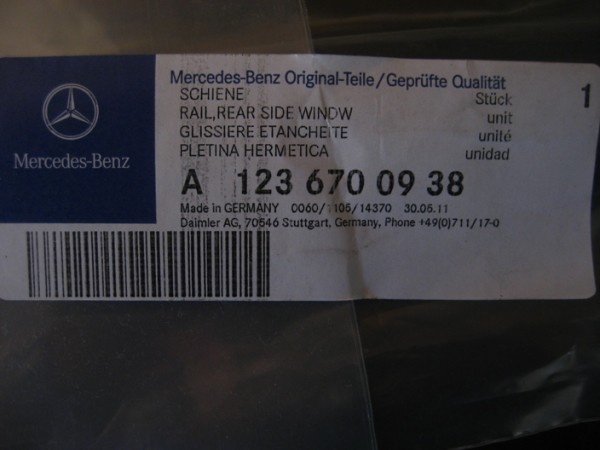 Mercedes-Benz
Mercedes-Benz Original-Teile/Geprüfte Qualität
SCHIENE Stück 1
RAIL,REAR SIDE WINDW unit
GLISSIERE ETANCHEITE unité
PLETINA HERMETICA unidad
A 123 670 09 38
Made in GERMANY 0060/1105/14370 30.05.11
Daimler AG, 70546 Stuttgart, Germany, Phone +49(0)711/17-0